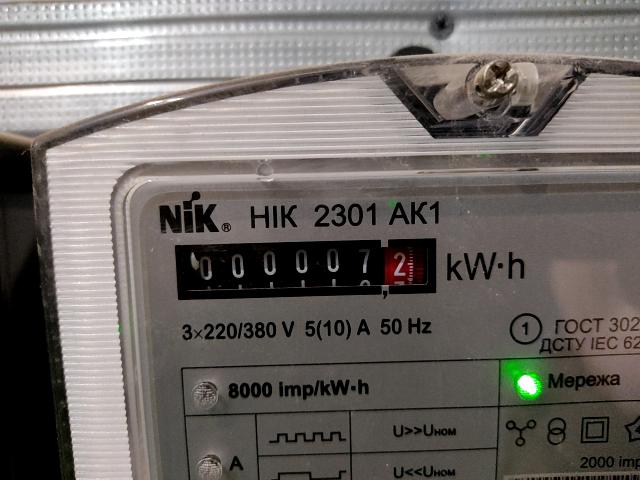 NiK® НІК 2301 АК1
0000072 kW·h
3×220/380 V 5(10) A 50 Hz
1 ГОСТ 302
ДСТУ IEC 62
8000 imp/kW·h
Мережа
U>>Uном
A
U<<Uном
2000 imp